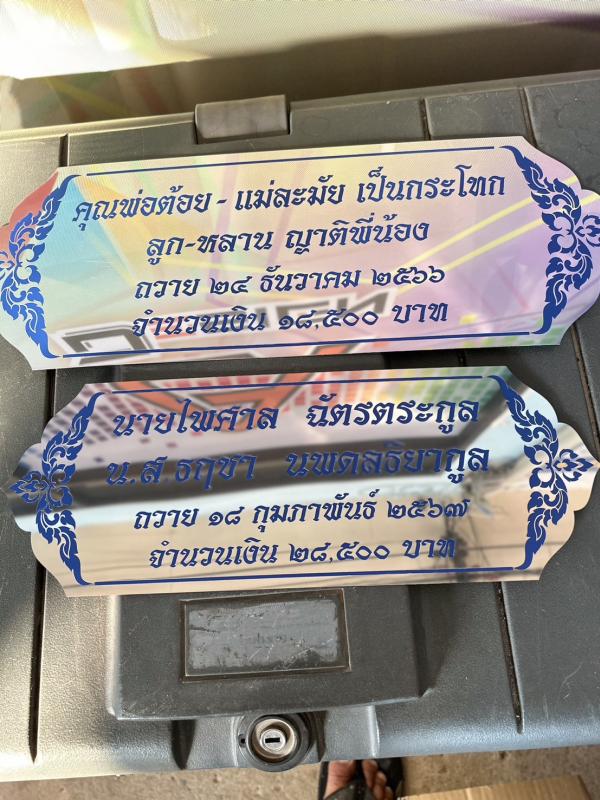 คุณพ่อต้อย - แม่ละมัย เป็นกระโทก
ลูก-หลาน ญาติพี่น้อง
ถวาย ๒๔ ธันวาคม ๒๕๖๖
จำนวนเงิน ๑๘,๕๐๐ บาท
นายไพศาล ฉัตรตระกูล
น.ส รฤชา นพดลธิยากูล
ถวาย ๑๘ กุมภาพันธ์ ๒๕๖๗
จำนวนเงิน ๒๘,๕๐๐ บาท